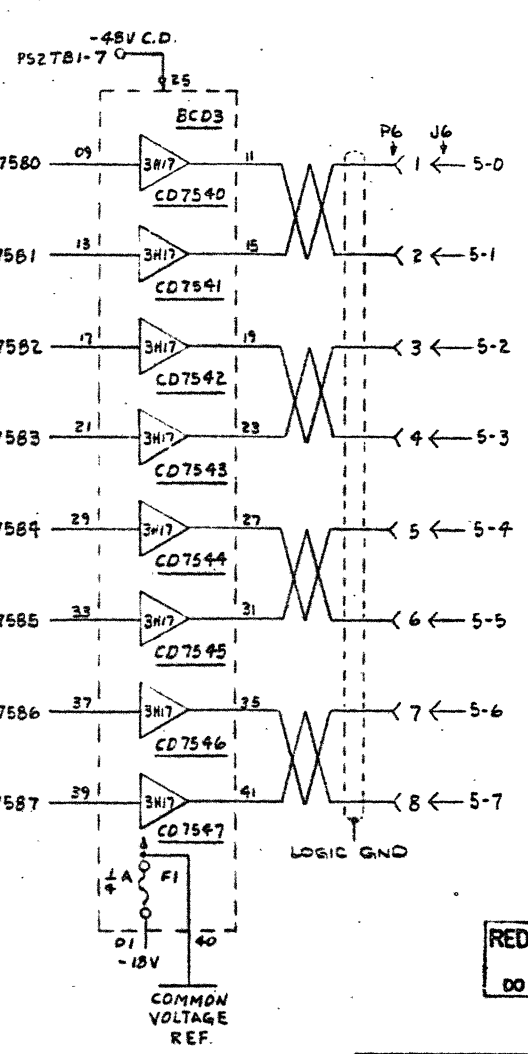 -48V C.D.
PS2TB1-7
25
BCD3
P6 J6
7580 09 3H17 11 1 5-0
CD7540
7581 13 3H17 15 2 5-1
CD7541
7582 17 3H17 19 3 5-2
CD7542
7583 21 3H17 23 4 5-3
CD7543
7584 29 3H17 27 5 5-4
CD7544
7585 33 3H17 31 6 5-5
CD7545
7586 37 3H17 35 7 5-6
CD7546
7587 39 3H17 41 8 5-7
CD7547
LOGIC GND
1/4 A F1
01 40
-18V
COMMON
VOLTAGE
REF.
RED
DO